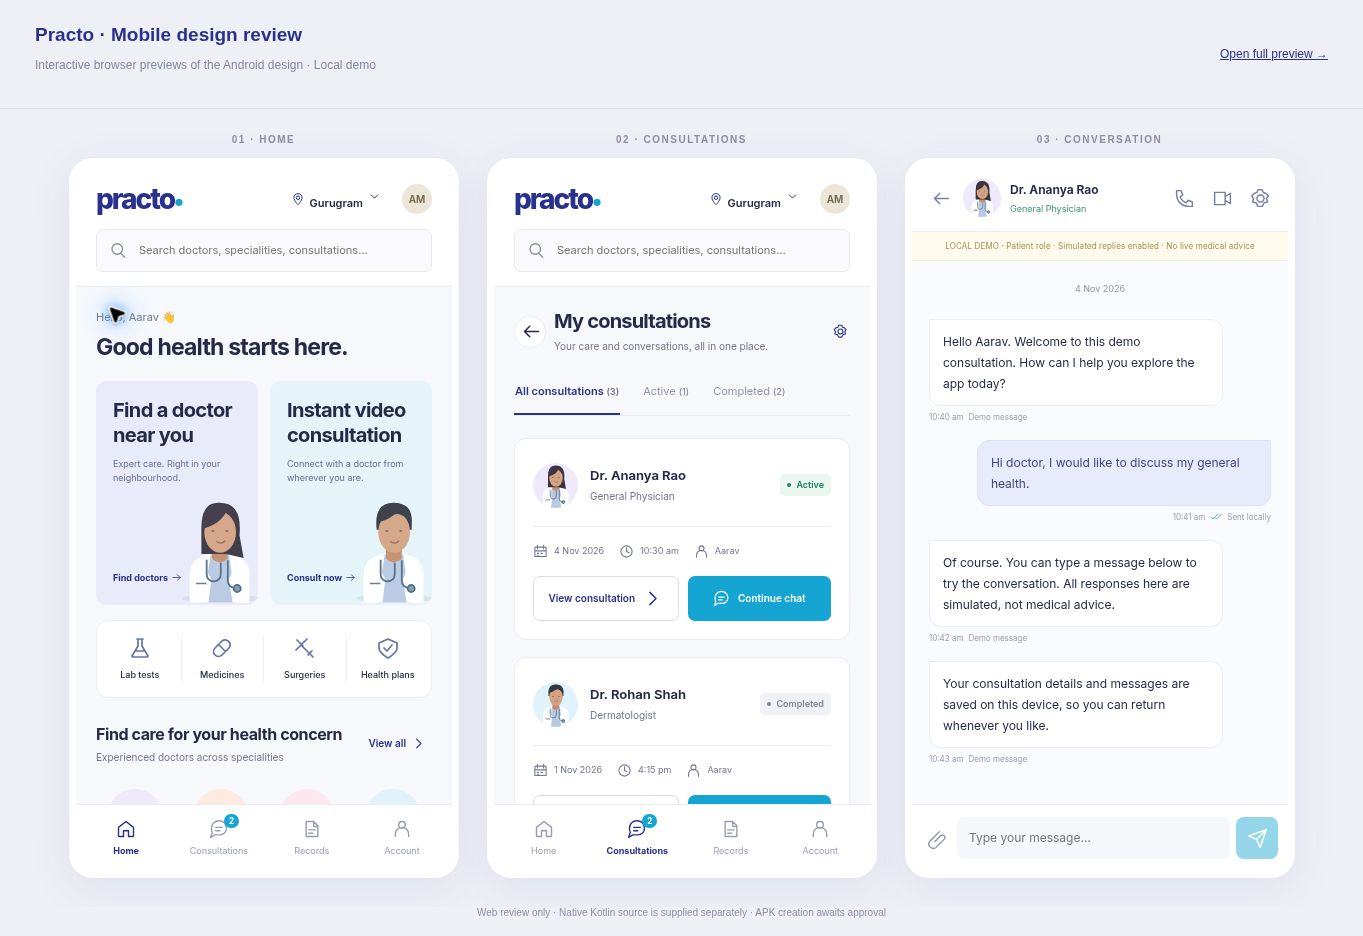 Practo · Mobile design review
Interactive browser previews of the Android design · Local demo
Open full preview →
01 · HOME
practo
Gurugram
AM
Search doctors, specialities, consultations...
Hello, Aarav 👋
Good health starts here.
Find a doctor
near you
Expert care. Right in your
neighbourhood.
Find doctors →
Instant video
consultation
Connect with a doctor from
wherever you are.
Consult now →
Lab tests
Medicines
Surgeries
Health plans
Find care for your health concern
Experienced doctors across specialities
View all
Home
2
Consultations
Records
Account
02 · CONSULTATIONS
practo
Gurugram
AM
Search doctors, specialities, consultations...
My consultations
Your care and conversations, all in one place.
All consultations (3)
Active (1)
Completed (2)
Dr. Ananya Rao
General Physician
Active
4 Nov 2026
10:30 am
Aarav
View consultation
Continue chat
Dr. Rohan Shah
Dermatologist
Completed
1 Nov 2026
4:15 pm
Aarav
Home
2
Consultations
Records
Account
03 · CONVERSATION
Dr. Ananya Rao
General Physician
LOCAL DEMO · Patient role · Simulated replies enabled · No live medical advice
4 Nov 2026
Hello Aarav. Welcome to this demo
consultation. How can I help you explore the
app today?
10:40 am Demo message
Hi doctor, I would like to discuss my general
health.
10:41 am Sent locally
Of course. You can type a message below to
try the conversation. All responses here are
simulated, not medical advice.
10:42 am Demo message
Your consultation details and messages are
saved on this device, so you can return
whenever you like.
10:43 am Demo message
Type your message...
Web review only · Native Kotlin source is supplied separately · APK creation awaits approval